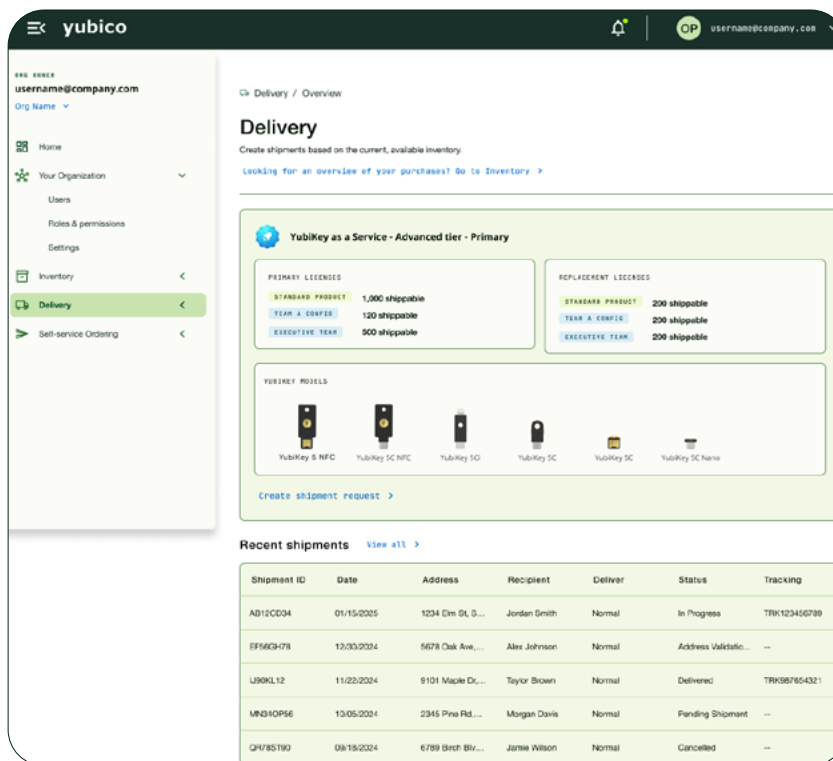 yubico
OP username@company.com
ORG OWNER
username@company.com
Org Name
Home
Your Organization
Users
Roles & permissions
Settings
Inventory
Delivery
Self-service Ordering
Delivery / Overview
Delivery
Create shipments based on the current, available inventory
Looking for an overview of your purchases? Go to Inventory >
YubiKey as a Service - Advanced tier - Primary
PRIMARY LICENSES
STANDARD PRODUCT 1,000 shippable
TEAM A CONFIG 120 shippable
EXECUTIVE TEAM 500 shippable
REPLACEMENT LICENSES
STANDARD PRODUCT 200 shippable
TEAM A CONFIG 200 shippable
EXECUTIVE TEAM 200 shippable
YUBIKEY MODELS
YubiKey 5 NFC YubiKey 5C NFC YubiKey 5Ci YubiKey 5C YubiKey 5C YubiKey 5C Nano
Create shipment request >
Recent shipments View all >
Shipment ID Date Address Recipient Deliver Status Tracking
AB12CD34 01/15/2025 1234 Elm St, S... Jordan Smith Normal In Progress TRK123456789
EF56GH78 12/30/2024 5678 Oak Ave,... Alex Johnson Normal Address Validatio... --
IJ90KL12 11/22/2024 9101 Maple Dr,... Taylor Brown Normal Delivered TRK987654321
MN34OP56 10/05/2024 2345 Pine Rd,... Morgan Davis Normal Pending Shipment --
QR78ST90 09/18/2024 6789 Birch Blv... Jamie Wilson Normal Cancelled --